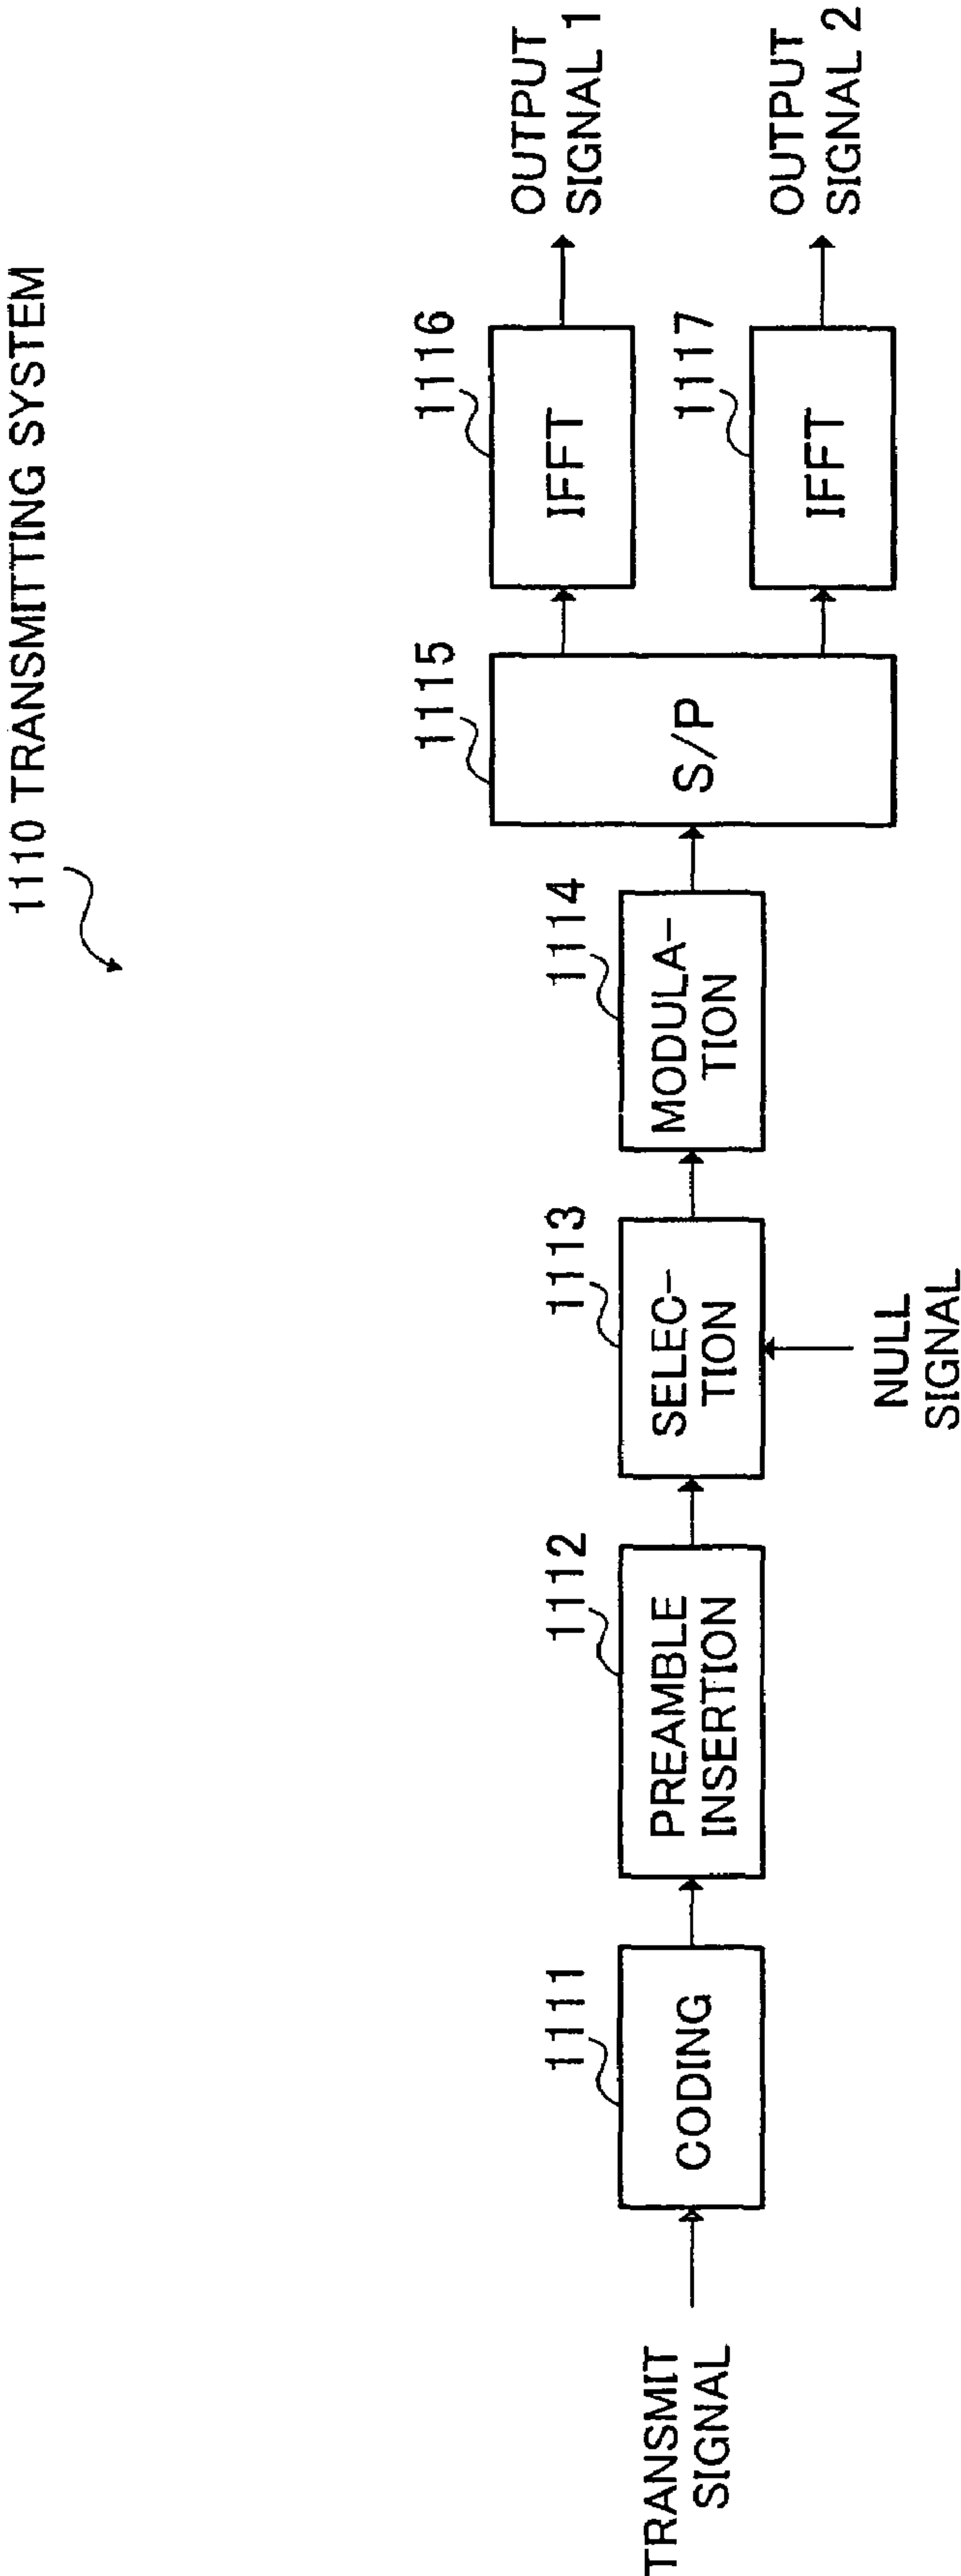 1110 TRANSMITTING SYSTEM
TRANSMIT
SIGNAL
1111
CODING
1112
PREAMBLE
INSERTION
1113
SELEC-
TION
NULL
SIGNAL
1114
MODULA-
TION
1115
S/P
1116
IFFT
OUTPUT
SIGNAL 1
1117
IFFT
OUTPUT
SIGNAL 2